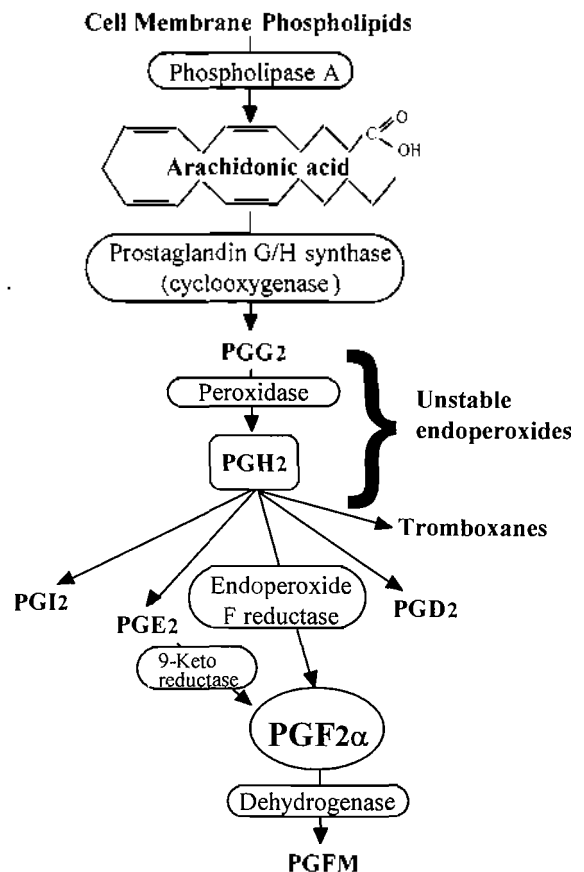 Cell Membrane Phospholipids
Phospholipase A
C
O
OH
Arachidonic acid
Prostaglandin G/H synthase
(cyclooxygenase)
PGG2
Peroxidase
Unstable
endoperoxides
PGH2
Tromboxanes
PGI2
PGE2
Endoperoxide
F reductase
PGD2
9-Keto
reductase
PGF2α
Dehydrogenase
PGFM